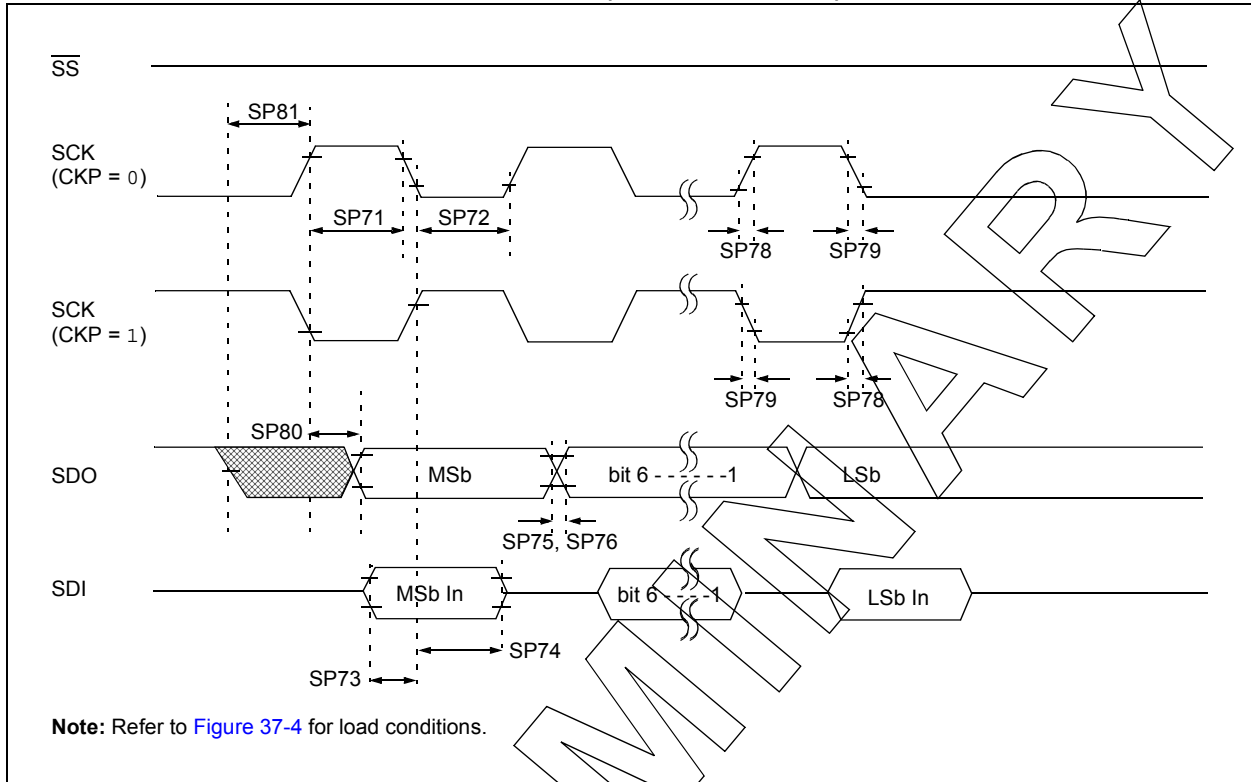 SS
SP81
SCK
(CKP = 0)
SP71
SP72
SP78
SP79
SCK
(CKP = 1)
SP79
SP78
SP80
SDO
MSb
bit 6 - - - - - -1
LSb
SP75, SP76
SDI
MSb In
bit 6 - - - - -1
LSb In
SP74
SP73
Note: Refer to Figure 37-4 for load conditions.
MINARY